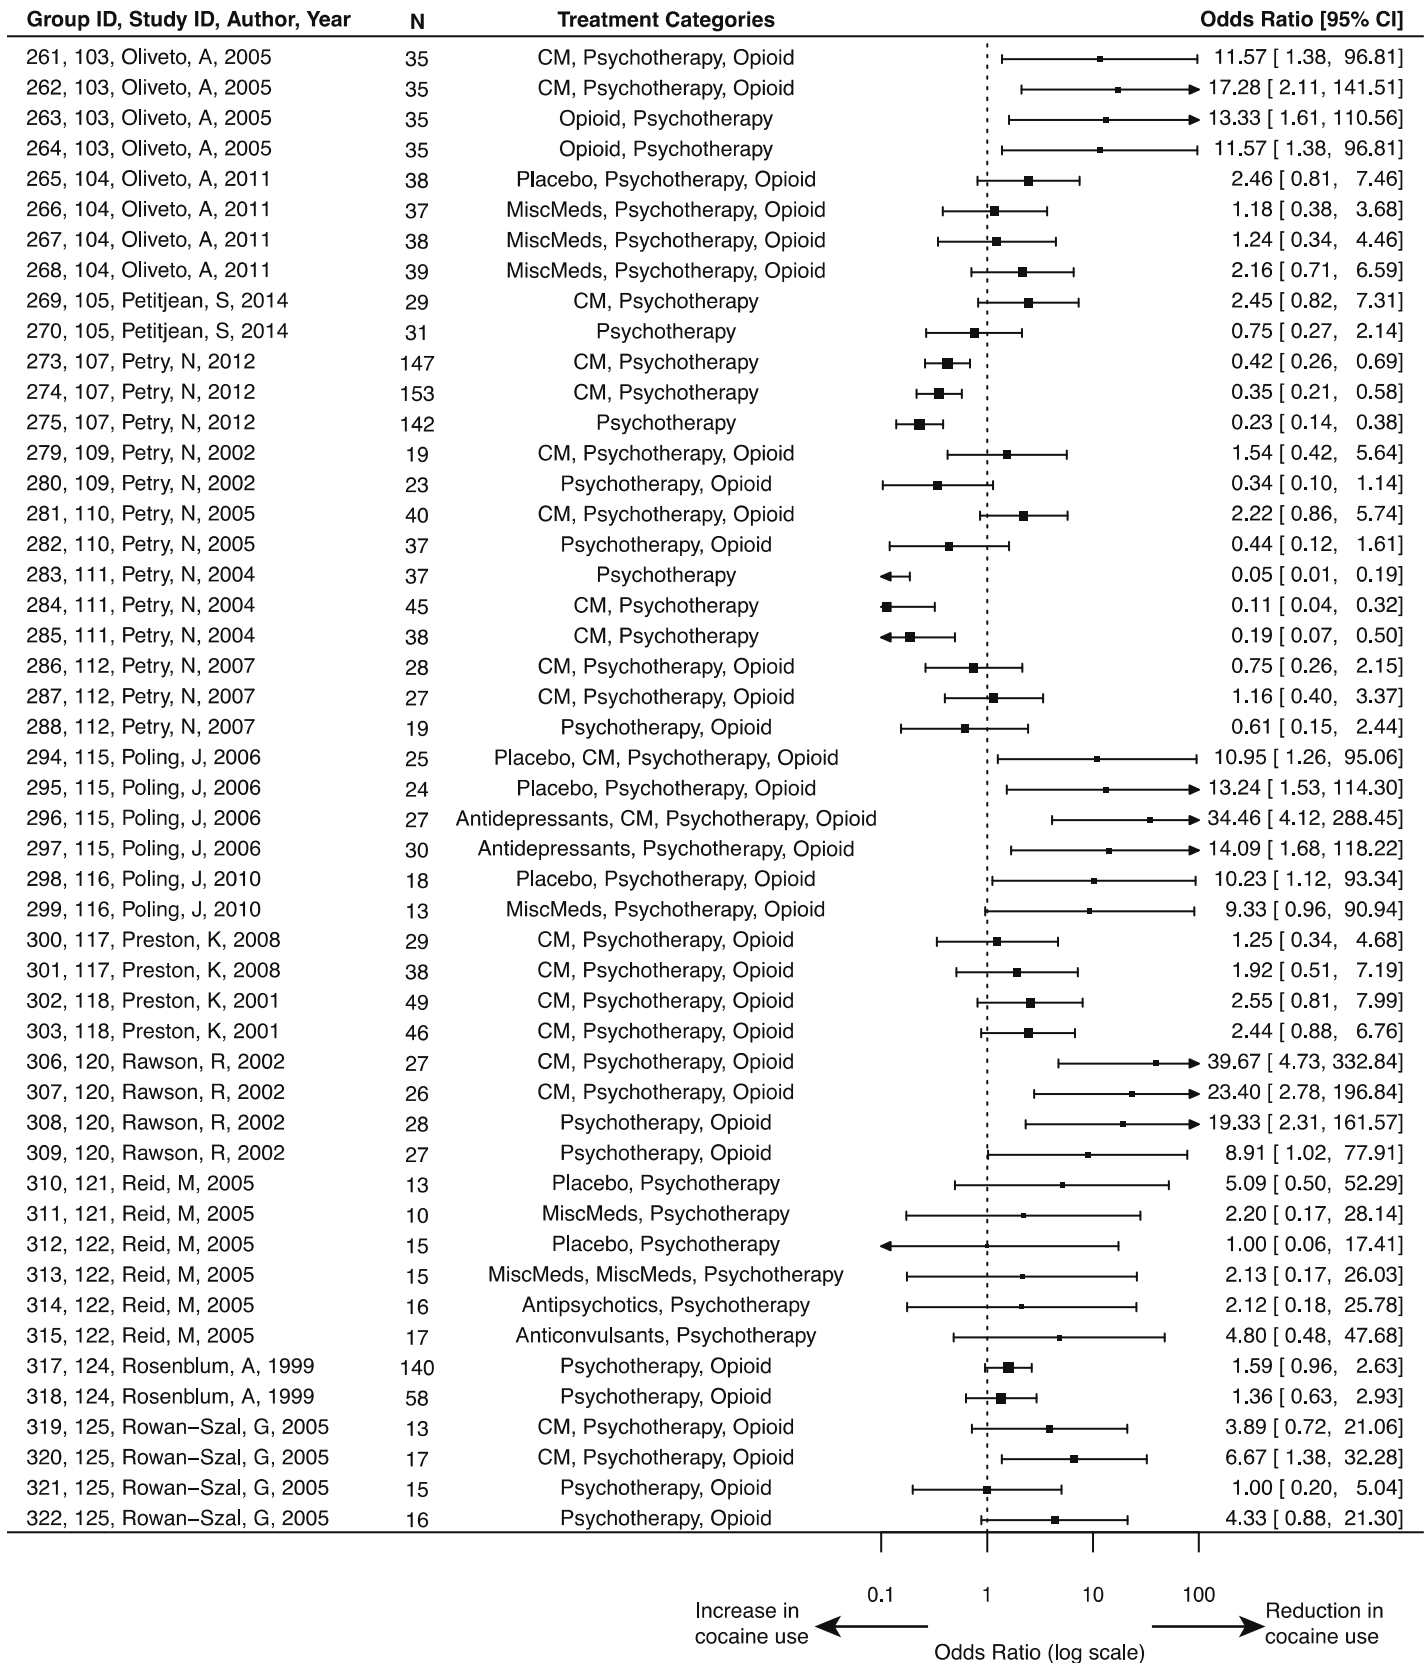 Group ID, Study ID, Author, Year N Treatment Categories Odds Ratio [95% CI]
261, 103, Oliveto, A, 2005 35 CM, Psychotherapy, Opioid 11.57 [ 1.38, 96.81]
262, 103, Oliveto, A, 2005 35 CM, Psychotherapy, Opioid 17.28 [ 2.11, 141.51]
263, 103, Oliveto, A, 2005 35 Opioid, Psychotherapy 13.33 [ 1.61, 110.56]
264, 103, Oliveto, A, 2005 35 Opioid, Psychotherapy 11.57 [ 1.38, 96.81]
265, 104, Oliveto, A, 2011 38 Placebo, Psychotherapy, Opioid 2.46 [ 0.81, 7.46]
266, 104, Oliveto, A, 2011 37 MiscMeds, Psychotherapy, Opioid 1.18 [ 0.38, 3.68]
267, 104, Oliveto, A, 2011 38 MiscMeds, Psychotherapy, Opioid 1.24 [ 0.34, 4.46]
268, 104, Oliveto, A, 2011 39 MiscMeds, Psychotherapy, Opioid 2.16 [ 0.71, 6.59]
269, 105, Petitjean, S, 2014 29 CM, Psychotherapy 2.45 [ 0.82, 7.31]
270, 105, Petitjean, S, 2014 31 Psychotherapy 0.75 [ 0.27, 2.14]
273, 107, Petry, N, 2012 147 CM, Psychotherapy 0.42 [ 0.26, 0.69]
274, 107, Petry, N, 2012 153 CM, Psychotherapy 0.35 [ 0.21, 0.58]
275, 107, Petry, N, 2012 142 Psychotherapy 0.23 [ 0.14, 0.38]
279, 109, Petry, N, 2002 19 CM, Psychotherapy, Opioid 1.54 [ 0.42, 5.64]
280, 109, Petry, N, 2002 23 Psychotherapy, Opioid 0.34 [ 0.10, 1.14]
281, 110, Petry, N, 2005 40 CM, Psychotherapy, Opioid 2.22 [ 0.86, 5.74]
282, 110, Petry, N, 2005 37 Psychotherapy, Opioid 0.44 [ 0.12, 1.61]
283, 111, Petry, N, 2004 37 Psychotherapy 0.05 [ 0.01, 0.19]
284, 111, Petry, N, 2004 45 CM, Psychotherapy 0.11 [ 0.04, 0.32]
285, 111, Petry, N, 2004 38 CM, Psychotherapy 0.19 [ 0.07, 0.50]
286, 112, Petry, N, 2007 28 CM, Psychotherapy, Opioid 0.75 [ 0.26, 2.15]
287, 112, Petry, N, 2007 27 CM, Psychotherapy, Opioid 1.16 [ 0.40, 3.37]
288, 112, Petry, N, 2007 19 Psychotherapy, Opioid 0.61 [ 0.15, 2.44]
294, 115, Poling, J, 2006 25 Placebo, CM, Psychotherapy, Opioid 10.95 [ 1.26, 95.06]
295, 115, Poling, J, 2006 24 Placebo, Psychotherapy, Opioid 13.24 [ 1.53, 114.30]
296, 115, Poling, J, 2006 27 Antidepressants, CM, Psychotherapy, Opioid 34.46 [ 4.12, 288.45]
297, 115, Poling, J, 2006 30 Antidepressants, Psychotherapy, Opioid 14.09 [ 1.68, 118.22]
298, 116, Poling, J, 2010 18 Placebo, Psychotherapy, Opioid 10.23 [ 1.12, 93.34]
299, 116, Poling, J, 2010 13 MiscMeds, Psychotherapy, Opioid 9.33 [ 0.96, 90.94]
300, 117, Preston, K, 2008 29 CM, Psychotherapy, Opioid 1.25 [ 0.34, 4.68]
301, 117, Preston, K, 2008 38 CM, Psychotherapy, Opioid 1.92 [ 0.51, 7.19]
302, 118, Preston, K, 2001 49 CM, Psychotherapy, Opioid 2.55 [ 0.81, 7.99]
303, 118, Preston, K, 2001 46 CM, Psychotherapy, Opioid 2.44 [ 0.88, 6.76]
306, 120, Rawson, R, 2002 27 CM, Psychotherapy, Opioid 39.67 [ 4.73, 332.84]
307, 120, Rawson, R, 2002 26 CM, Psychotherapy, Opioid 23.40 [ 2.78, 196.84]
308, 120, Rawson, R, 2002 28 Psychotherapy, Opioid 19.33 [ 2.31, 161.57]
309, 120, Rawson, R, 2002 27 Psychotherapy, Opioid 8.91 [ 1.02, 77.91]
310, 121, Reid, M, 2005 13 Placebo, Psychotherapy 5.09 [ 0.50, 52.29]
311, 121, Reid, M, 2005 10 MiscMeds, Psychotherapy 2.20 [ 0.17, 28.14]
312, 122, Reid, M, 2005 15 Placebo, Psychotherapy 1.00 [ 0.06, 17.41]
313, 122, Reid, M, 2005 15 MiscMeds, MiscMeds, Psychotherapy 2.13 [ 0.17, 26.03]
314, 122, Reid, M, 2005 16 Antipsychotics, Psychotherapy 2.12 [ 0.18, 25.78]
315, 122, Reid, M, 2005 17 Anticonvulsants, Psychotherapy 4.80 [ 0.48, 47.68]
317, 124, Rosenblum, A, 1999 140 Psychotherapy, Opioid 1.59 [ 0.96, 2.63]
318, 124, Rosenblum, A, 1999 58 Psychotherapy, Opioid 1.36 [ 0.63, 2.93]
319, 125, Rowan−Szal, G, 2005 13 CM, Psychotherapy, Opioid 3.89 [ 0.72, 21.06]
320, 125, Rowan−Szal, G, 2005 17 CM, Psychotherapy, Opioid 6.67 [ 1.38, 32.28]
321, 125, Rowan−Szal, G, 2005 15 Psychotherapy, Opioid 1.00 [ 0.20, 5.04]
322, 125, Rowan−Szal, G, 2005 16 Psychotherapy, Opioid 4.33 [ 0.88, 21.30]
0.1 1 10 100
Increase in Reduction in
cocaine use cocaine use
Odds Ratio (log scale)